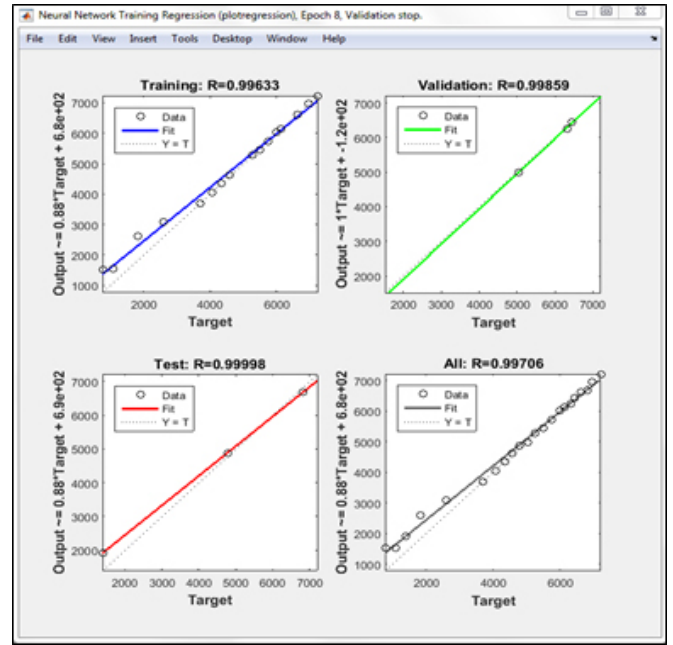 Neural Network Training Regression (plotregression), Epoch 8, Validation stop.
File Edit View Insert Tools Desktop Window Help
Training: R=0.99633
Output ~= 0.88*Target + 6.8e+02
7000
6000
5000
4000
3000
2000
1000
Data
Fit
Y = T
2000 4000 6000
Target
Validation: R=0.99859
Output ~= 1*Target + -1.2e+02
7000
6000
5000
4000
3000
2000
Data
Fit
Y = T
2000 3000 4000 5000 6000 7000
Target
Test: R=0.99998
Output ~= 0.88*Target + 6.9e+02
7000
6000
5000
4000
3000
2000
Data
Fit
Y = T
2000 3000 4000 5000 6000 7000
Target
All: R=0.99706
Output ~= 0.88*Target + 6.8e+02
7000
6000
5000
4000
3000
2000
1000
Data
Fit
Y = T
2000 4000 6000
Target